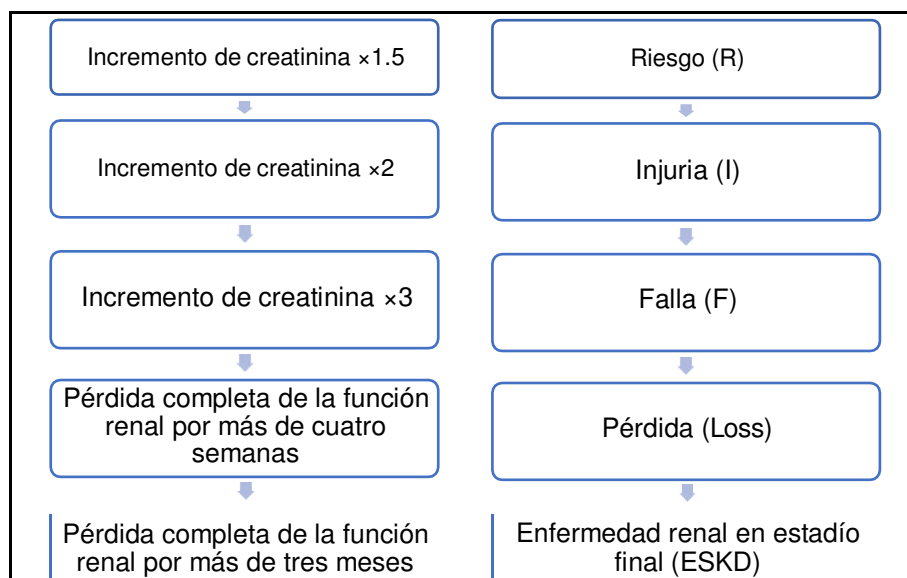 Incremento de creatinina ×1.5
Riesgo (R)
Incremento de creatinina ×2
Injuria (I)
Incremento de creatinina ×3
Falla (F)
Pérdida completa de la función
renal por más de cuatro
semanas
Pérdida (Loss)
Pérdida completa de la función
renal por más de tres meses
Enfermedad renal en estadío
final (ESKD)